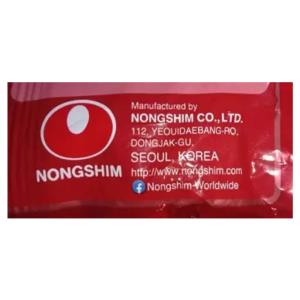 Manufactured by
NONGSHIM CO.,LTD.
112, YEOUIDAEBANG-RO,
DONGJAK-GU,
SEOUL, KOREA
http://www.nongshim.com
Nongshim-Worldwide
NONGSHIM